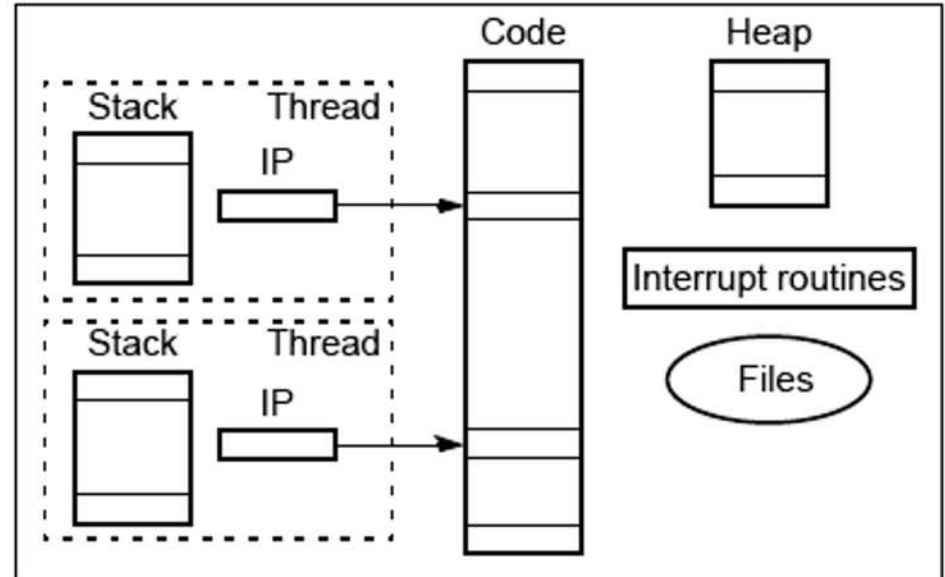 Code
Heap
Stack
Thread
IP
Interrupt routines
Stack
Thread
IP
Files